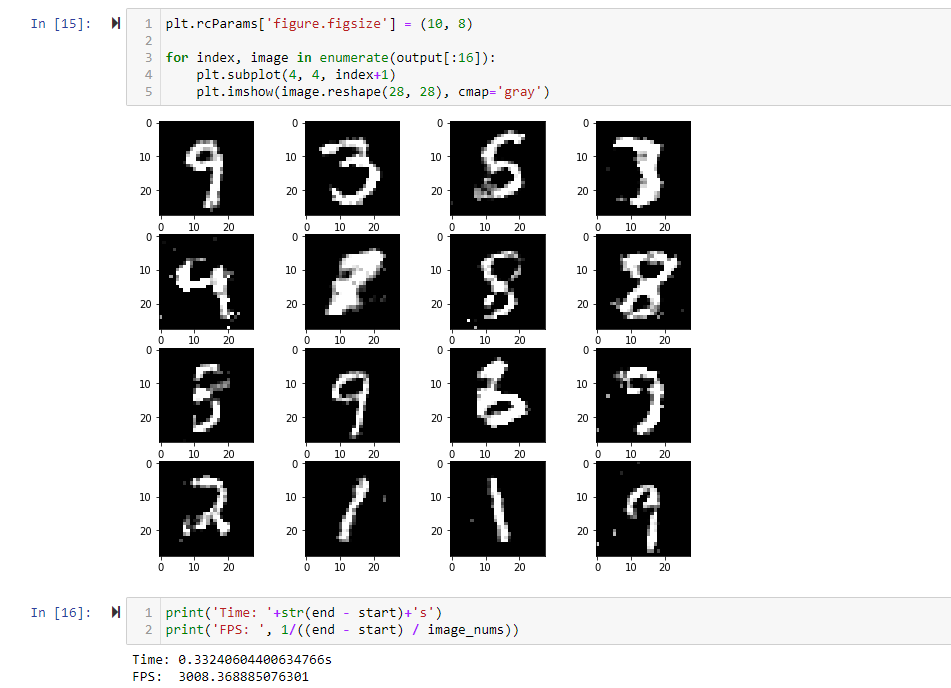 In [15]:
1 plt.rcParams['figure.figsize'] = (10, 8)
2
3 for index, image in enumerate(output[:16]):
4     plt.subplot(4, 4, index+1)
5     plt.imshow(image.reshape(28, 28), cmap='gray')
0 0 0 0
10 10 10 10
20 20 20 20
0 10 20 0 10 20 0 10 20 0 10 20
0 0 0 0
10 10 10 10
20 20 20 20
0 10 20 0 10 20 0 10 20 0 10 20
0 0 0 0
10 10 10 10
20 20 20 20
0 10 20 0 10 20 0 10 20 0 10 20
0 0 0 0
10 10 10 10
20 20 20 20
0 10 20 0 10 20 0 10 20 0 10 20
In [16]:
1 print('Time: '+str(end - start)+'s')
2 print('FPS: ', 1/((end - start) / image_nums))
Time: 0.33240604400634766s
FPS:  3008.368885076301